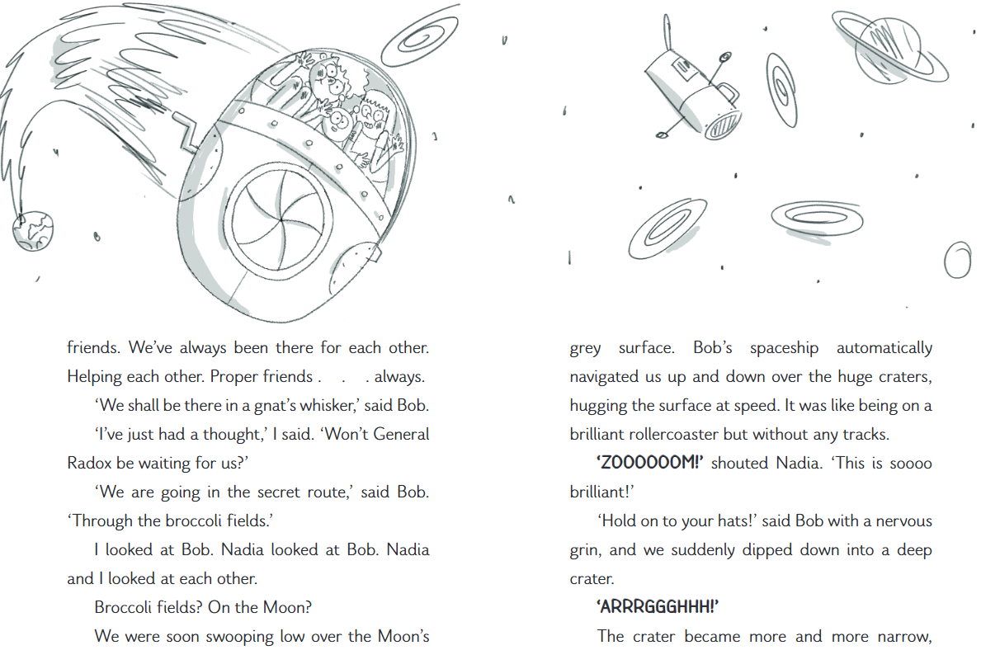 friends. We’ve always been there for each other.
Helping each other. Proper friends . . . always.
‘We shall be there in a gnat’s whisker,’ said Bob.
‘I’ve just had a thought,’ I said. ‘Won’t General
Radox be waiting for us?’
‘We are going in the secret route,’ said Bob.
‘Through the broccoli fields.’
I looked at Bob. Nadia looked at Bob. Nadia
and I looked at each other.
Broccoli fields? On the Moon?
We were soon swooping low over the Moon’s
grey surface. Bob’s spaceship automatically
navigated us up and down over the huge craters,
hugging the surface at speed. It was like being on a
brilliant rollercoaster but without any tracks.
‘ZOOOOOOM!’ shouted Nadia. ‘This is soooo
brilliant!’
‘Hold on to your hats!’ said Bob with a nervous
grin, and we suddenly dipped down into a deep
crater.
‘ARRRGGGHHH!’
The crater became more and more narrow,